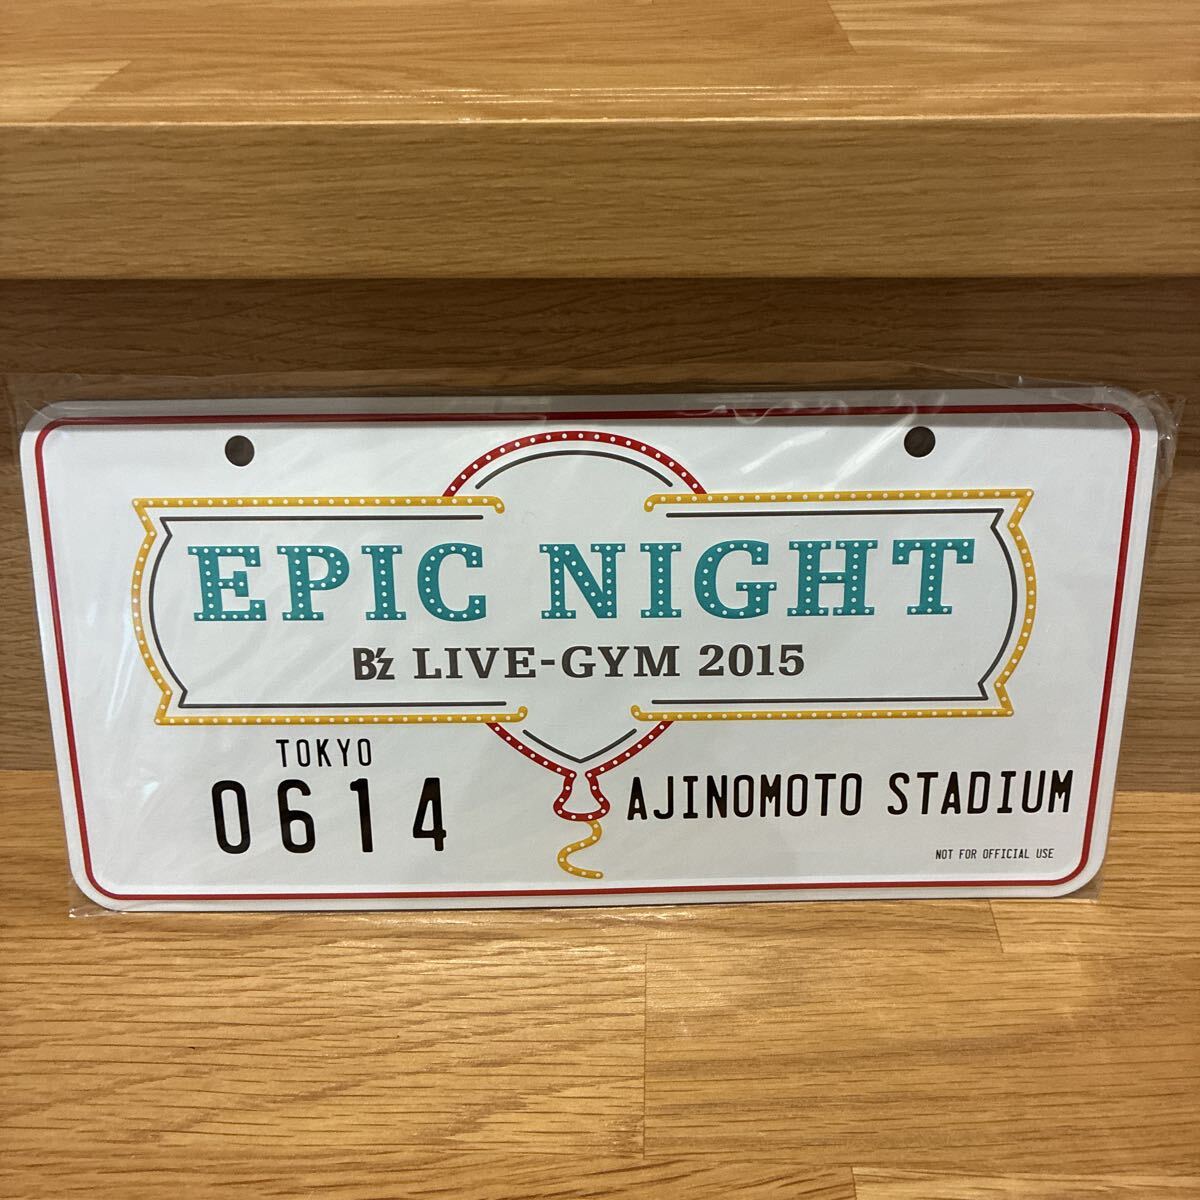 EPIC NIGHT
B'z LIVE-GYM 2015
TOKYO
0614
AJINOMOTO STADIUM
NOT FOR OFFICIAL USE